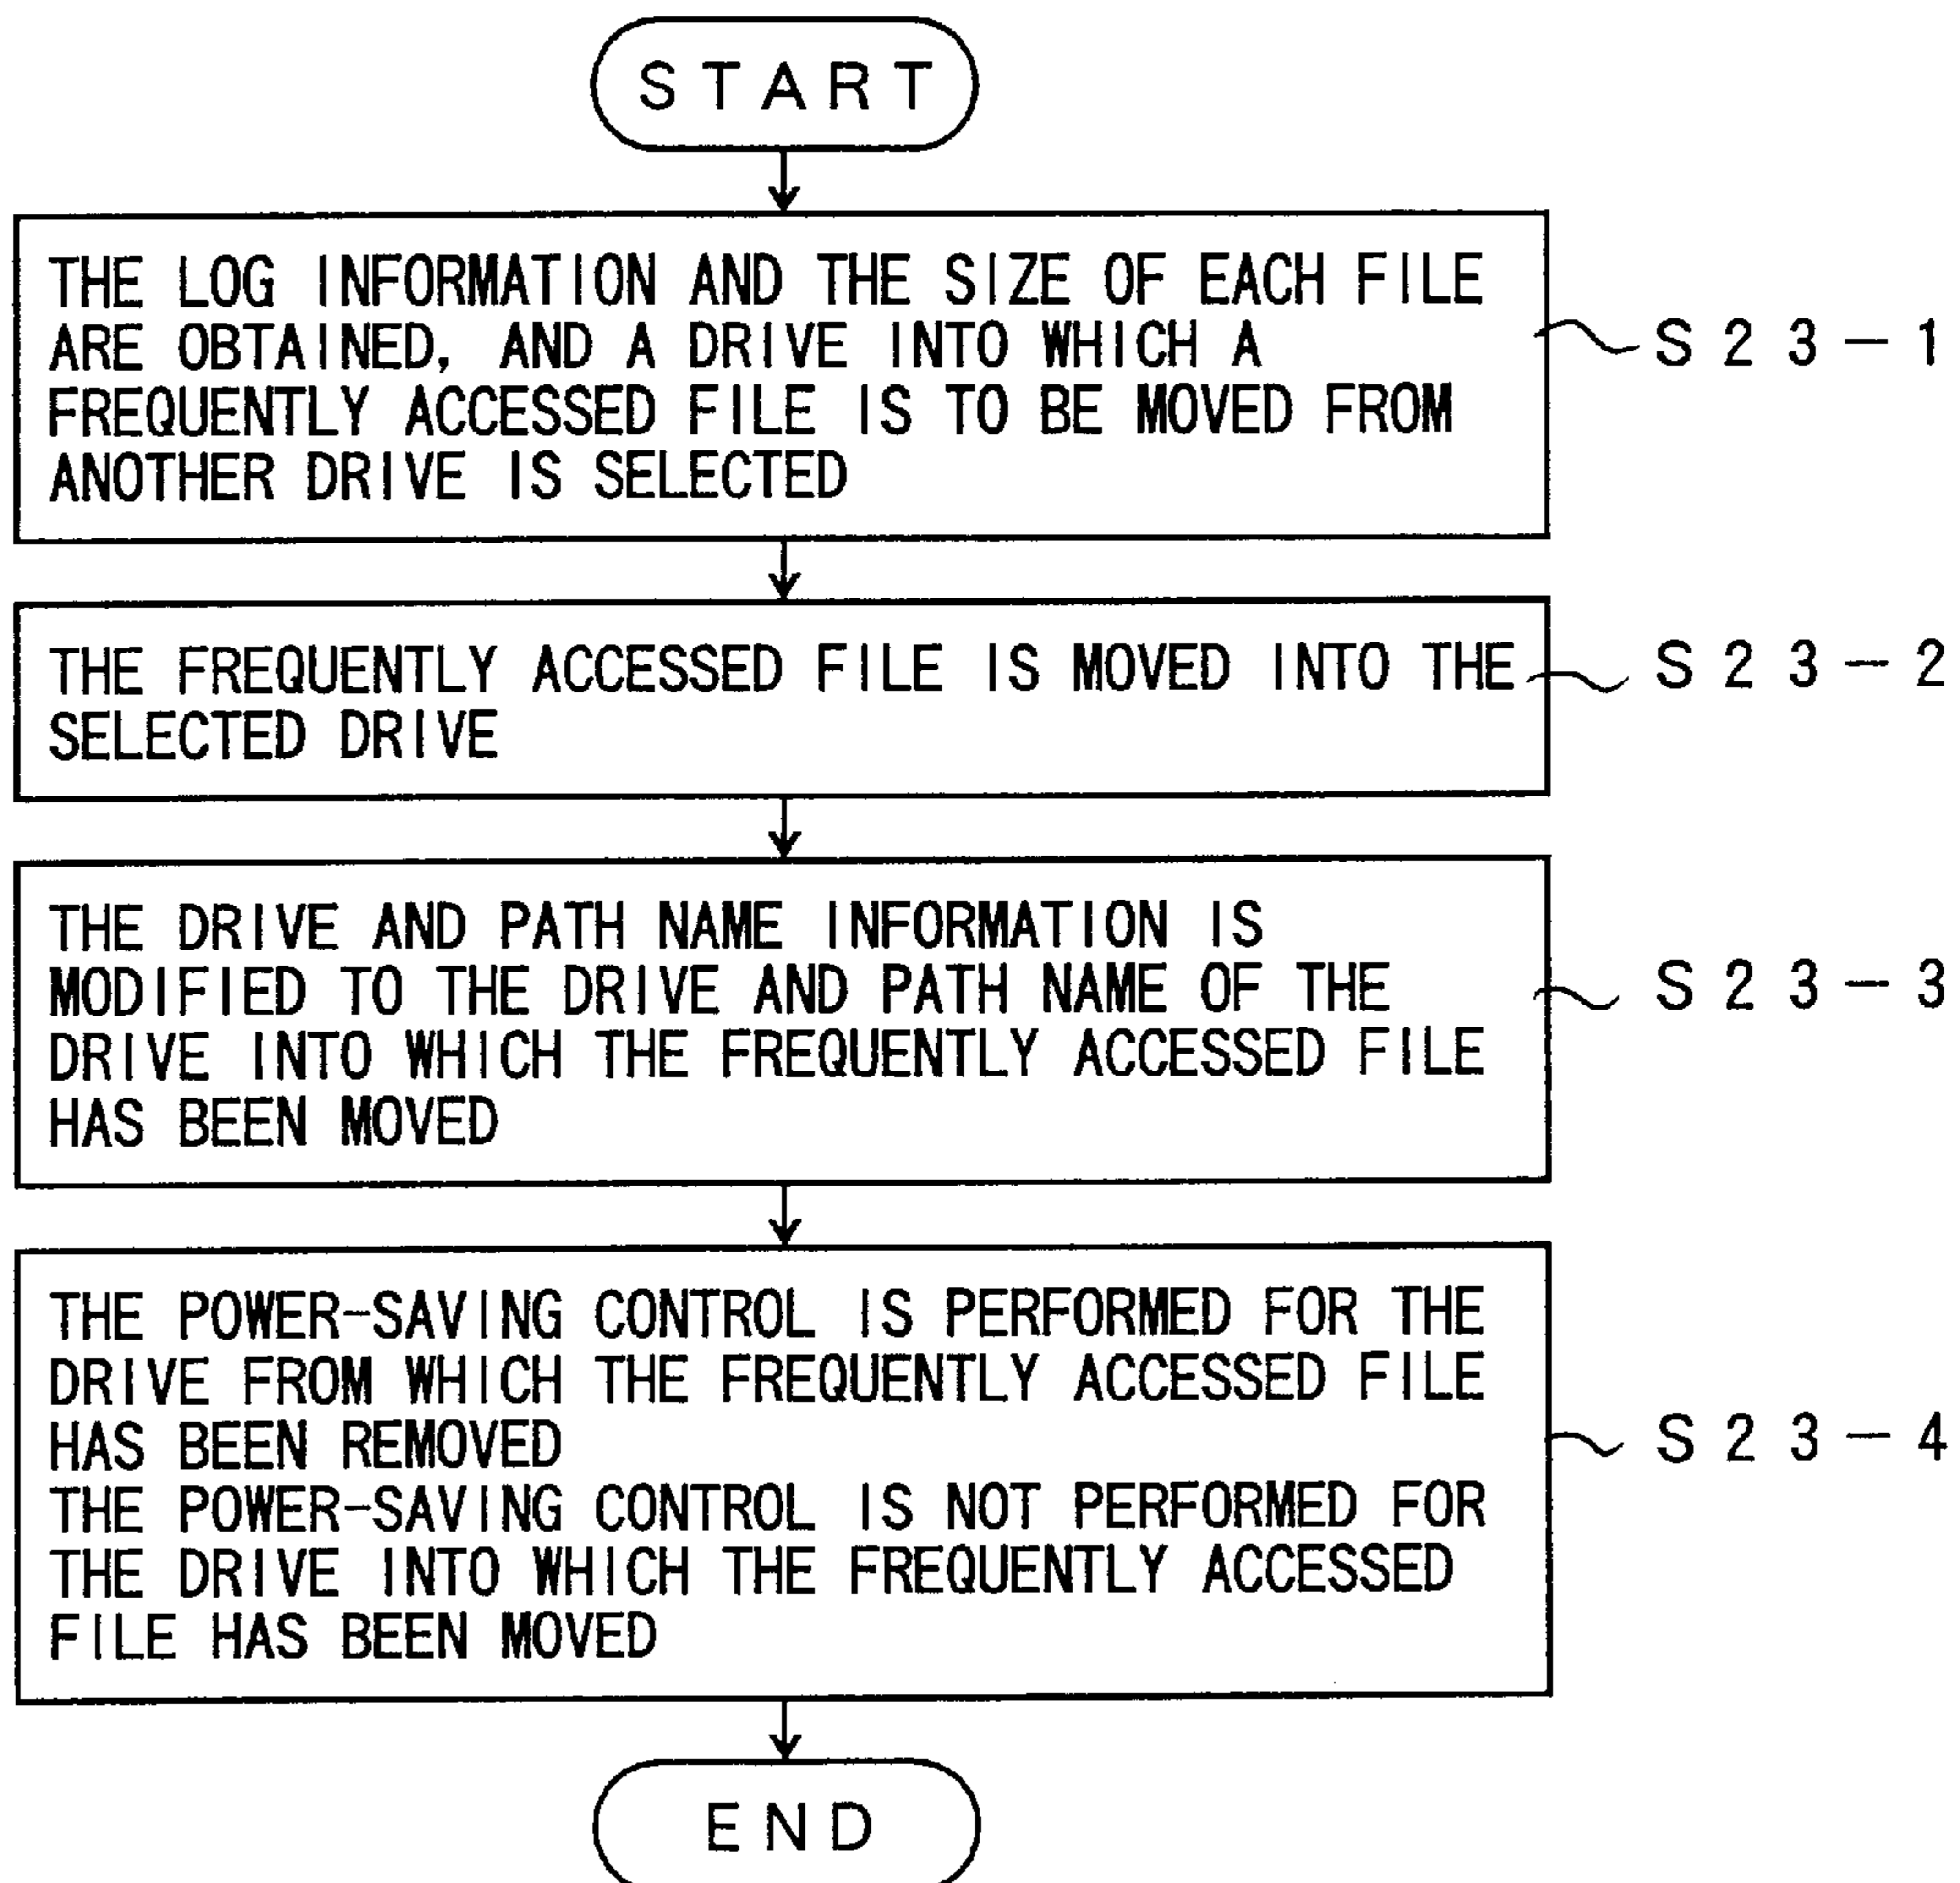 START
THE LOG INFORMATION AND THE SIZE OF EACH FILE
ARE OBTAINED, AND A DRIVE INTO WHICH A
FREQUENTLY ACCESSED FILE IS TO BE MOVED FROM
ANOTHER DRIVE IS SELECTED
S23-1
THE FREQUENTLY ACCESSED FILE IS MOVED INTO THE
SELECTED DRIVE
S23-2
THE DRIVE AND PATH NAME INFORMATION IS
MODIFIED TO THE DRIVE AND PATH NAME OF THE
DRIVE INTO WHICH THE FREQUENTLY ACCESSED FILE
HAS BEEN MOVED
S23-3
THE POWER-SAVING CONTROL IS PERFORMED FOR THE
DRIVE FROM WHICH THE FREQUENTLY ACCESSED FILE
HAS BEEN REMOVED
THE POWER-SAVING CONTROL IS NOT PERFORMED FOR
THE DRIVE INTO WHICH THE FREQUENTLY ACCESSED
FILE HAS BEEN MOVED
S23-4
END